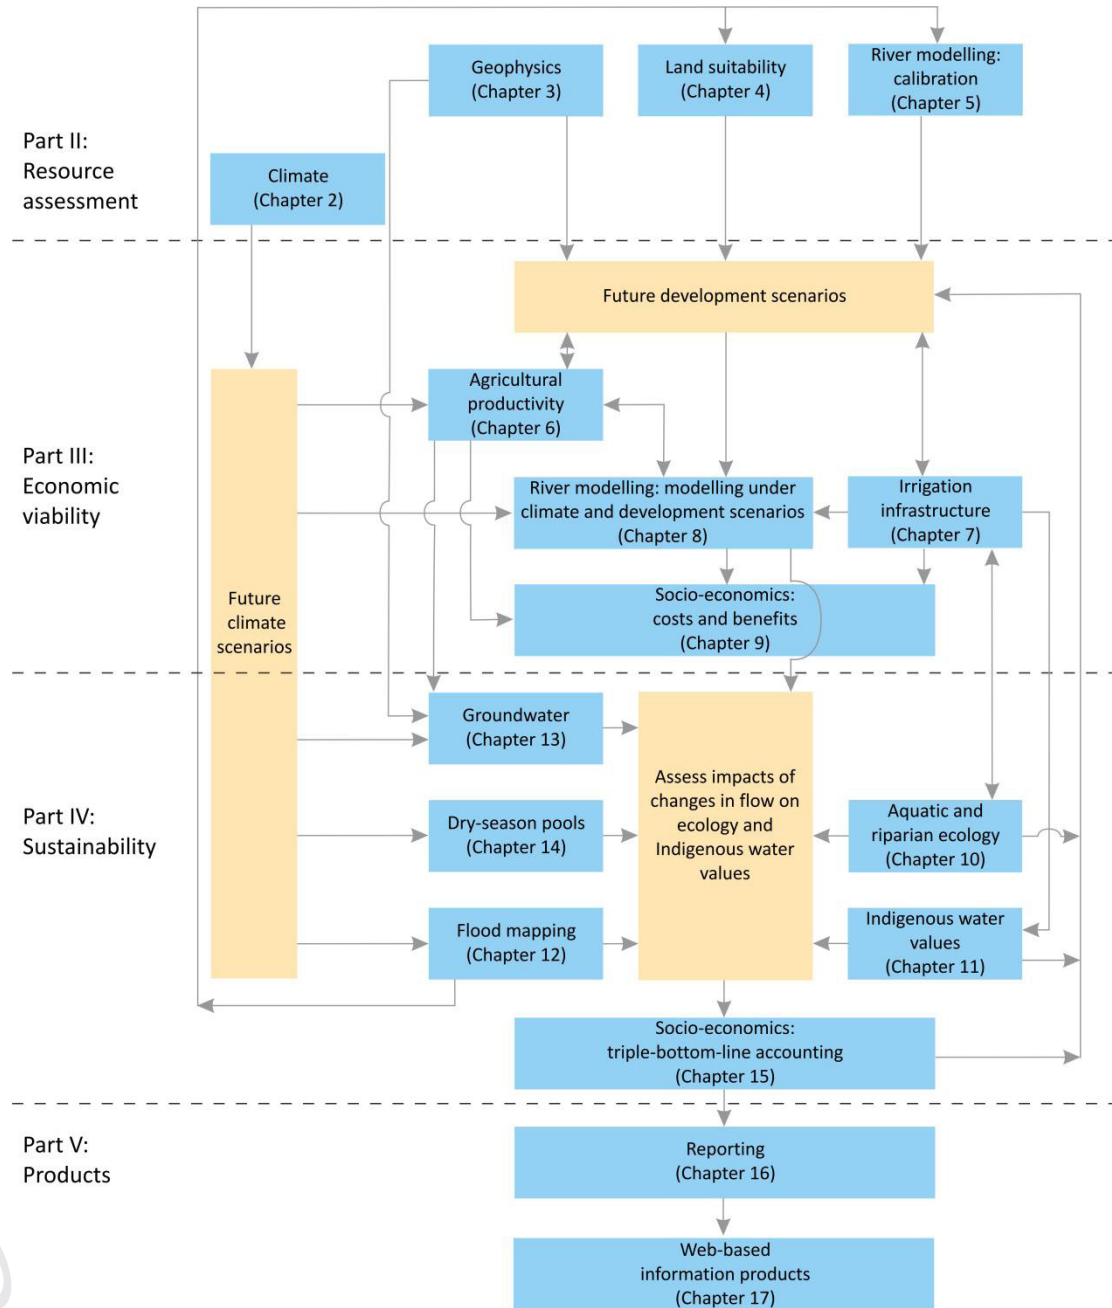 Geophysics
(Chapter 3)
Land suitability
(Chapter 4)
River modelling:
calibration
(Chapter 5)
Part II:
Resource
assessment
Climate
(Chapter 2)
Future development scenarios
Agricultural
productivity
(Chapter 6)
Part III:
Economic
viability
River modelling: modelling under
climate and development scenarios
(Chapter 8)
Irrigation
infrastructure
(Chapter 7)
Future
climate
scenarios
Socio-economics:
costs and benefits
(Chapter 9)
Groundwater
(Chapter 13)
Assess impacts of
changes in flow on
ecology and
Indigenous water
values
Part IV:
Sustainability
Dry-season pools
(Chapter 14)
Aquatic and
riparian ecology
(Chapter 10)
Flood mapping
(Chapter 12)
Indigenous water
values
(Chapter 11)
Socio-economics:
triple-bottom-line accounting
(Chapter 15)
Part V:
Products
Reporting
(Chapter 16)
Web-based
information products
(Chapter 17)